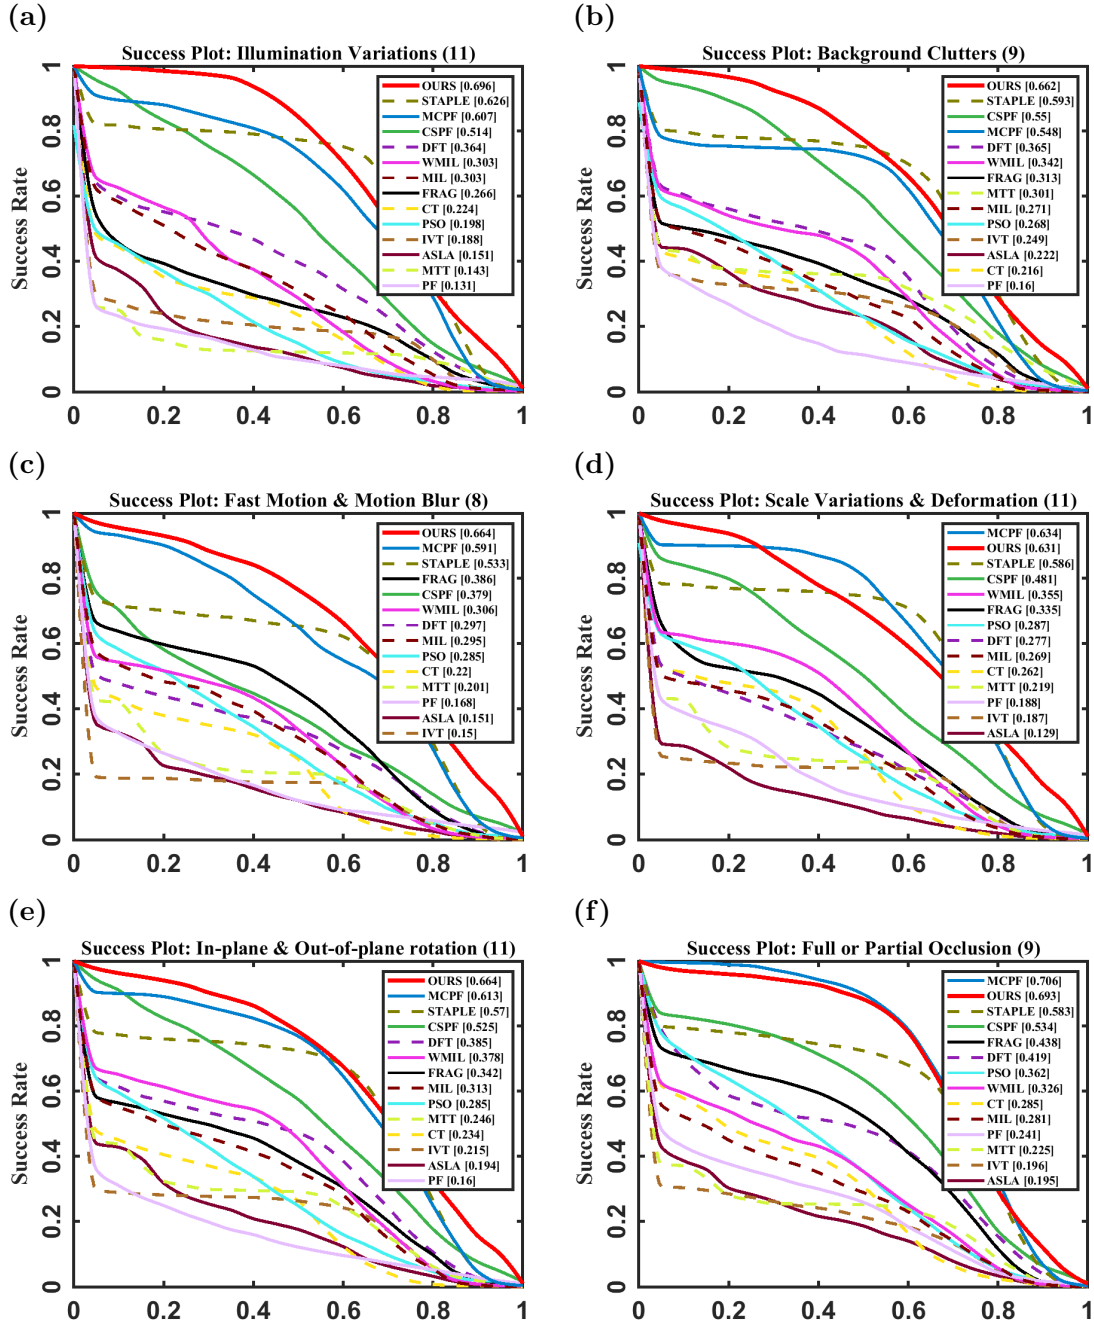 (a)
Success Plot: Illumination Variations (11)
Success Rate
1
0.8
0.6
0.4
0.2
0
OURS [0.696]
STAPLE [0.626]
MCPF [0.607]
CSPF [0.514]
DFT [0.364]
WMIL [0.303]
MIL [0.303]
FRAG [0.266]
CT [0.224]
PSO [0.198]
IVT [0.188]
ASLA [0.151]
MTT [0.143]
PF [0.131]
0 0.2 0.4 0.6 0.8 1
(b)
Success Plot: Background Clutters (9)
Success Rate
1
0.8
0.6
0.4
0.2
0
OURS [0.662]
STAPLE [0.593]
CSPF [0.55]
MCPF [0.548]
DFT [0.365]
WMIL [0.342]
FRAG [0.313]
MTT [0.301]
MIL [0.271]
PSO [0.268]
IVT [0.249]
ASLA [0.222]
CT [0.216]
PF [0.16]
0 0.2 0.4 0.6 0.8 1
(c)
Success Plot: Fast Motion & Motion Blur (8)
Success Rate
1
0.8
0.6
0.4
0.2
0
OURS [0.664]
MCPF [0.591]
STAPLE [0.533]
FRAG [0.386]
CSPF [0.379]
WMIL [0.306]
DFT [0.297]
MIL [0.295]
PSO [0.285]
CT [0.22]
MTT [0.201]
PF [0.168]
ASLA [0.151]
IVT [0.15]
0 0.2 0.4 0.6 0.8 1
(d)
Success Plot: Scale Variations & Deformation (11)
Success Rate
1
0.8
0.6
0.4
0.2
0
MCPF [0.634]
OURS [0.631]
STAPLE [0.586]
CSPF [0.481]
WMIL [0.355]
FRAG [0.335]
PSO [0.287]
DFT [0.277]
MIL [0.269]
CT [0.262]
MTT [0.219]
PF [0.188]
IVT [0.187]
ASLA [0.129]
0 0.2 0.4 0.6 0.8 1
(e)
Success Plot: In-plane & Out-of-plane rotation (11)
Success Rate
1
0.8
0.6
0.4
0.2
0
OURS [0.664]
MCPF [0.613]
STAPLE [0.57]
CSPF [0.525]
DFT [0.385]
WMIL [0.378]
FRAG [0.342]
MIL [0.313]
PSO [0.285]
MTT [0.246]
CT [0.234]
IVT [0.215]
ASLA [0.194]
PF [0.16]
0 0.2 0.4 0.6 0.8 1
(f)
Success Plot: Full or Partial Occlusion (9)
Success Rate
1
0.8
0.6
0.4
0.2
0
MCPF [0.706]
OURS [0.693]
STAPLE [0.583]
CSPF [0.534]
FRAG [0.438]
DFT [0.419]
PSO [0.362]
WMIL [0.326]
CT [0.285]
MIL [0.281]
PF [0.241]
MTT [0.225]
IVT [0.196]
ASLA [0.195]
0 0.2 0.4 0.6 0.8 1